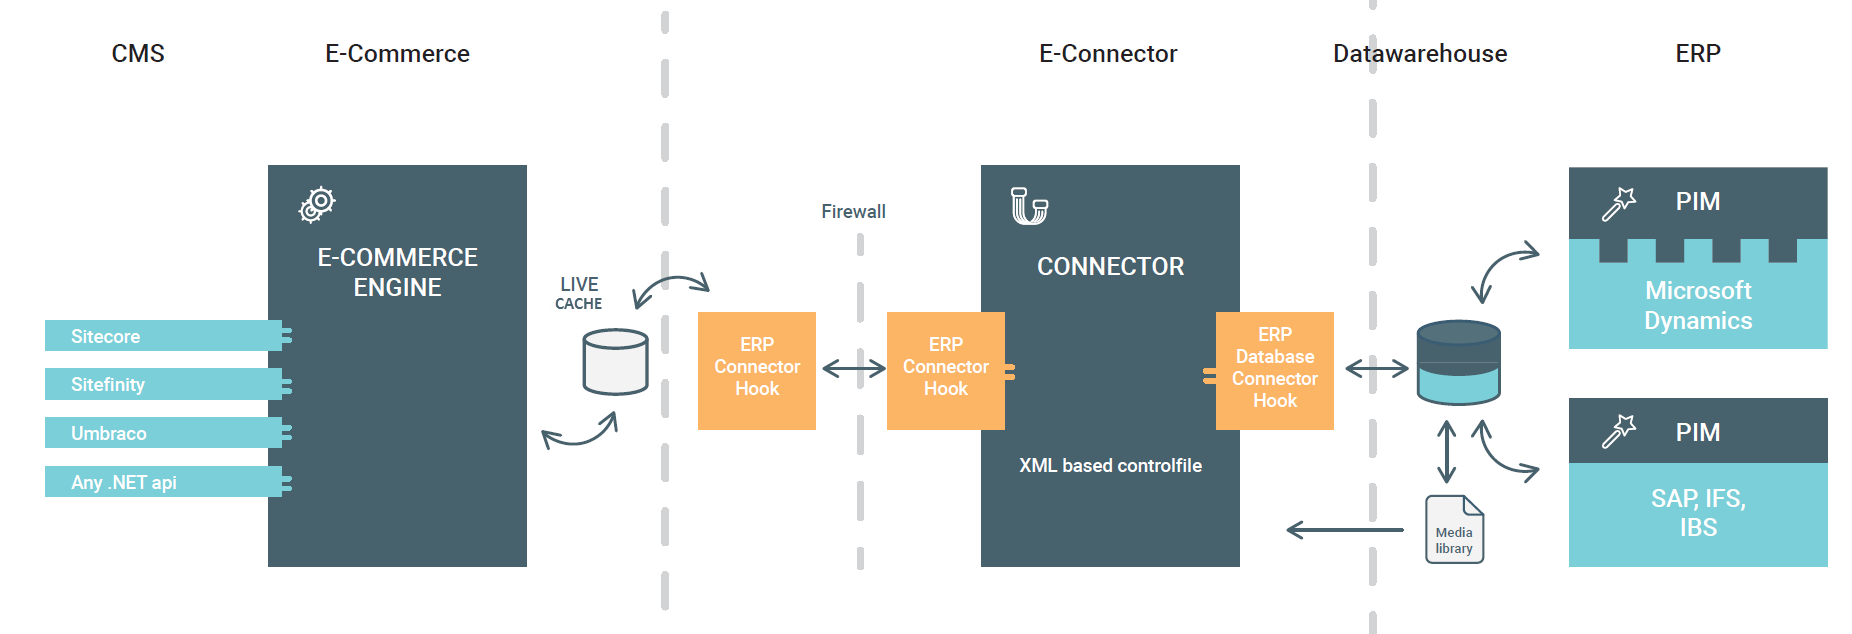 CMS
E-Commerce
E-Connector
Datawarehouse
ERP
E-COMMERCE
ENGINE
Sitecore
Sitefinity
Umbraco
Any .NET api
LIVE
CACHE
ERP
Connector
Hook
Firewall
ERP
Connector
Hook
CONNECTOR
XML based controlfile
ERP
Database
Connector
Hook
Media
library
PIM
Microsoft
Dynamics
PIM
SAP, IFS,
IBS